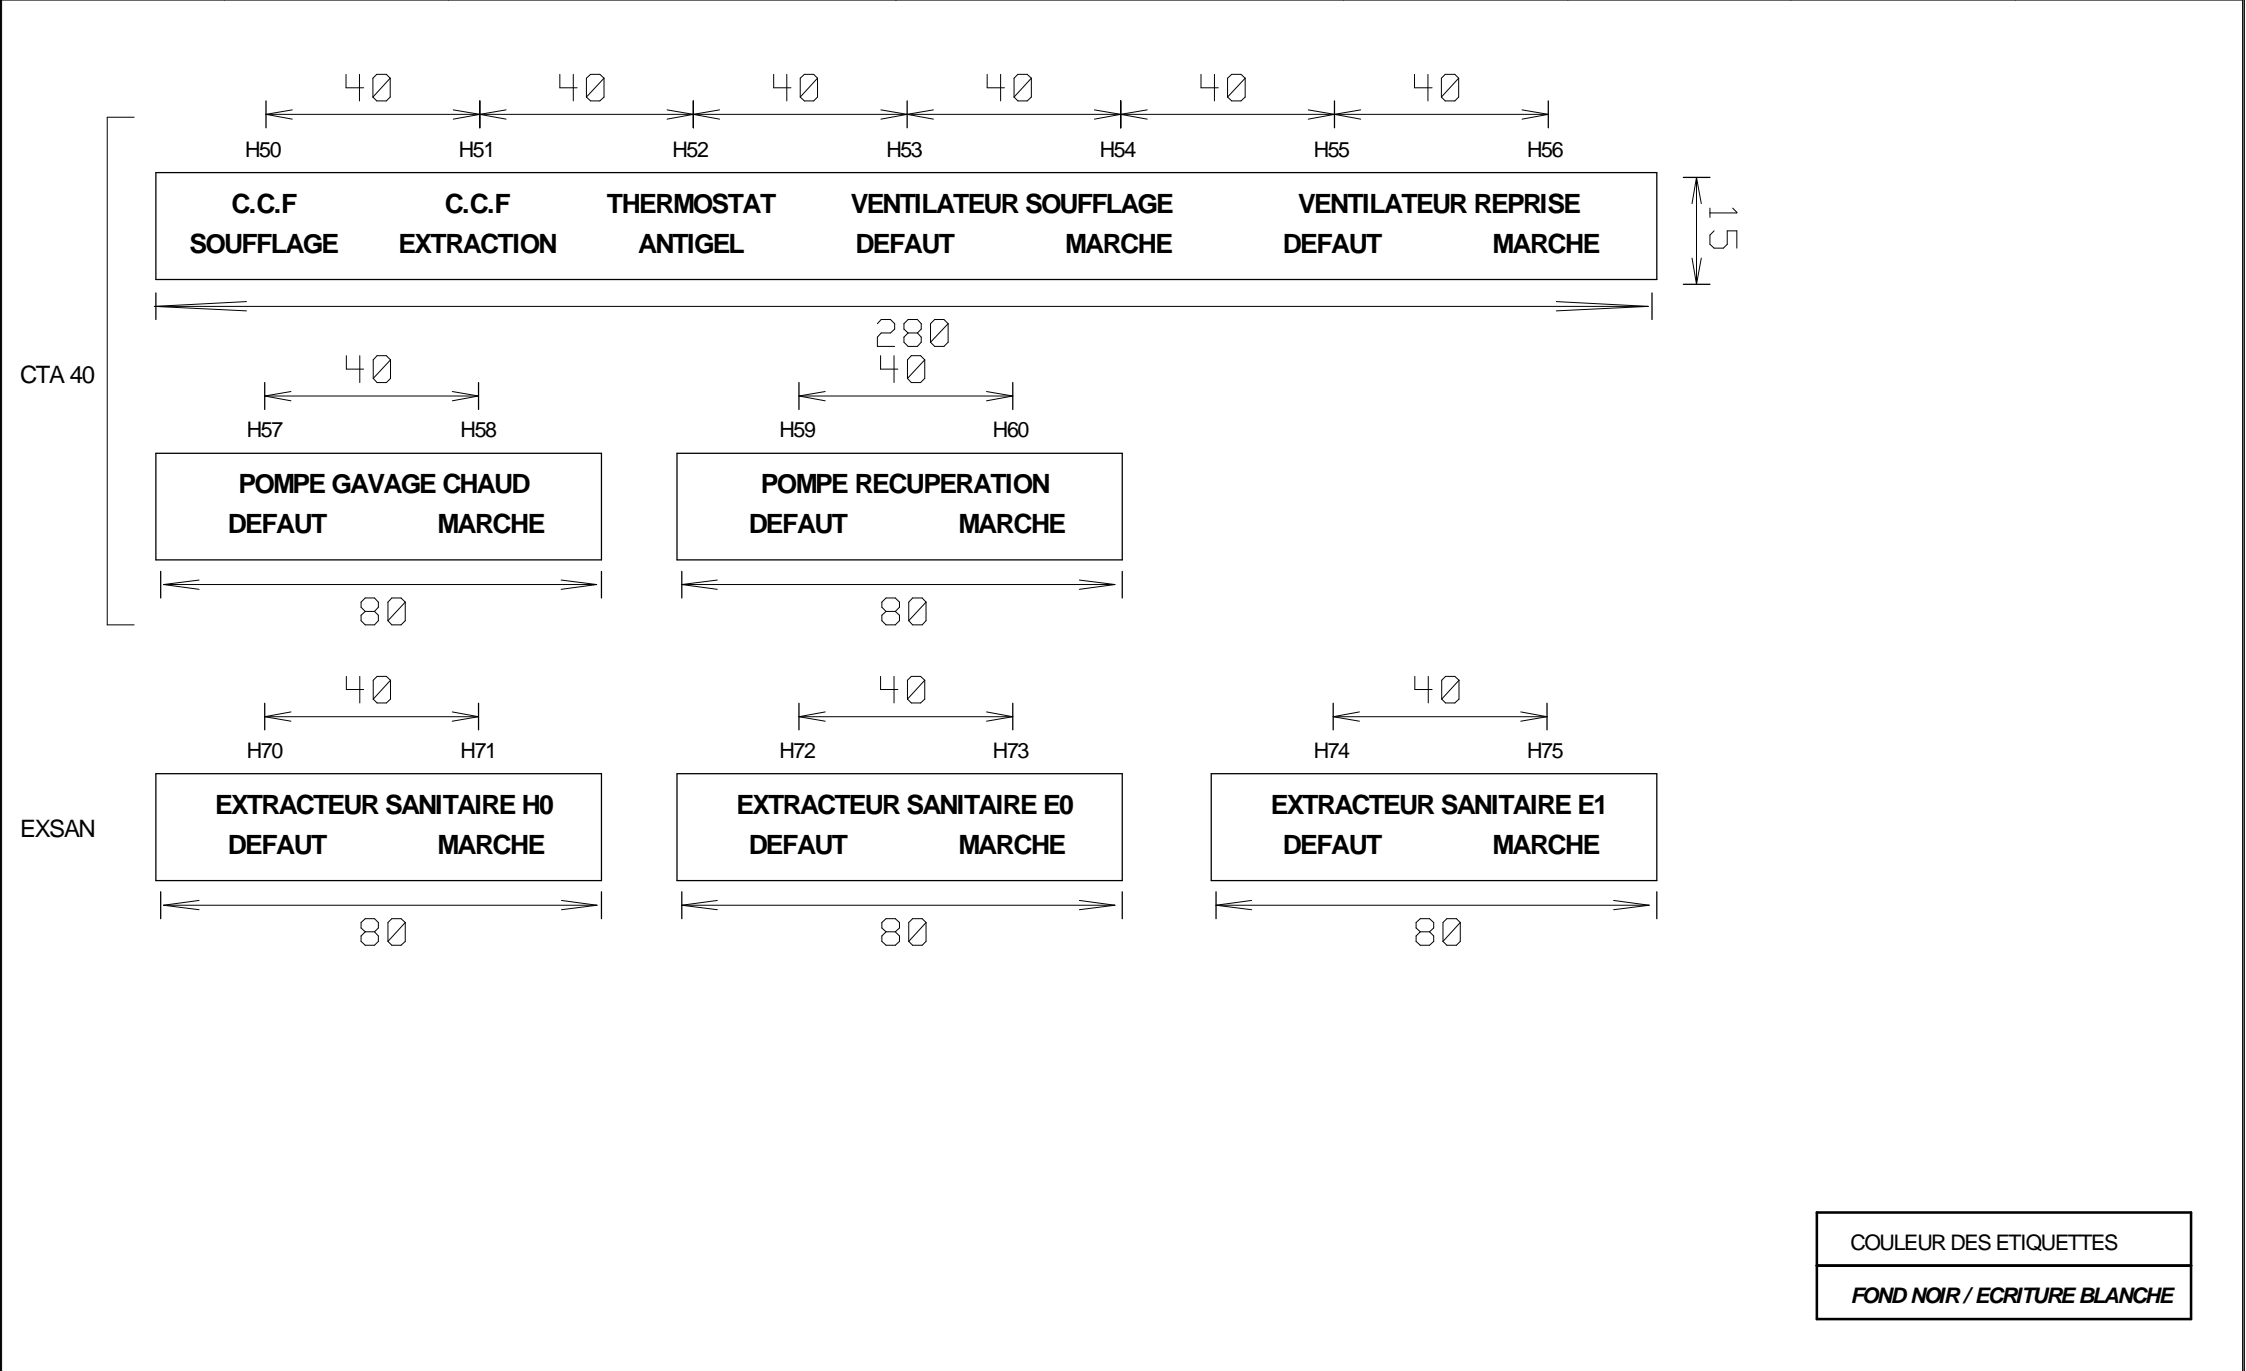 40 40 40 40 40 40
H50 H51 H52 H53 H54 H55 H56
C.C.F C.C.F THERMOSTAT VENTILATEUR SOUFFLAGE VENTILATEUR REPRISE
SOUFFLAGE EXTRACTION ANTIGEL DEFAUT MARCHE DEFAUT MARCHE
15
280
CTA 40
40 40
H57 H58 H59 H60
POMPE GAVAGE CHAUD POMPE RECUPERATION
DEFAUT MARCHE DEFAUT MARCHE
80 80
40 40 40
H70 H71 H72 H73 H74 H75
EXSAN
EXTRACTEUR SANITAIRE H0 EXTRACTEUR SANITAIRE E0 EXTRACTEUR SANITAIRE E1
DEFAUT MARCHE DEFAUT MARCHE DEFAUT MARCHE
80 80 80
COULEUR DES ETIQUETTES
FOND NOIR / ECRITURE BLANCHE